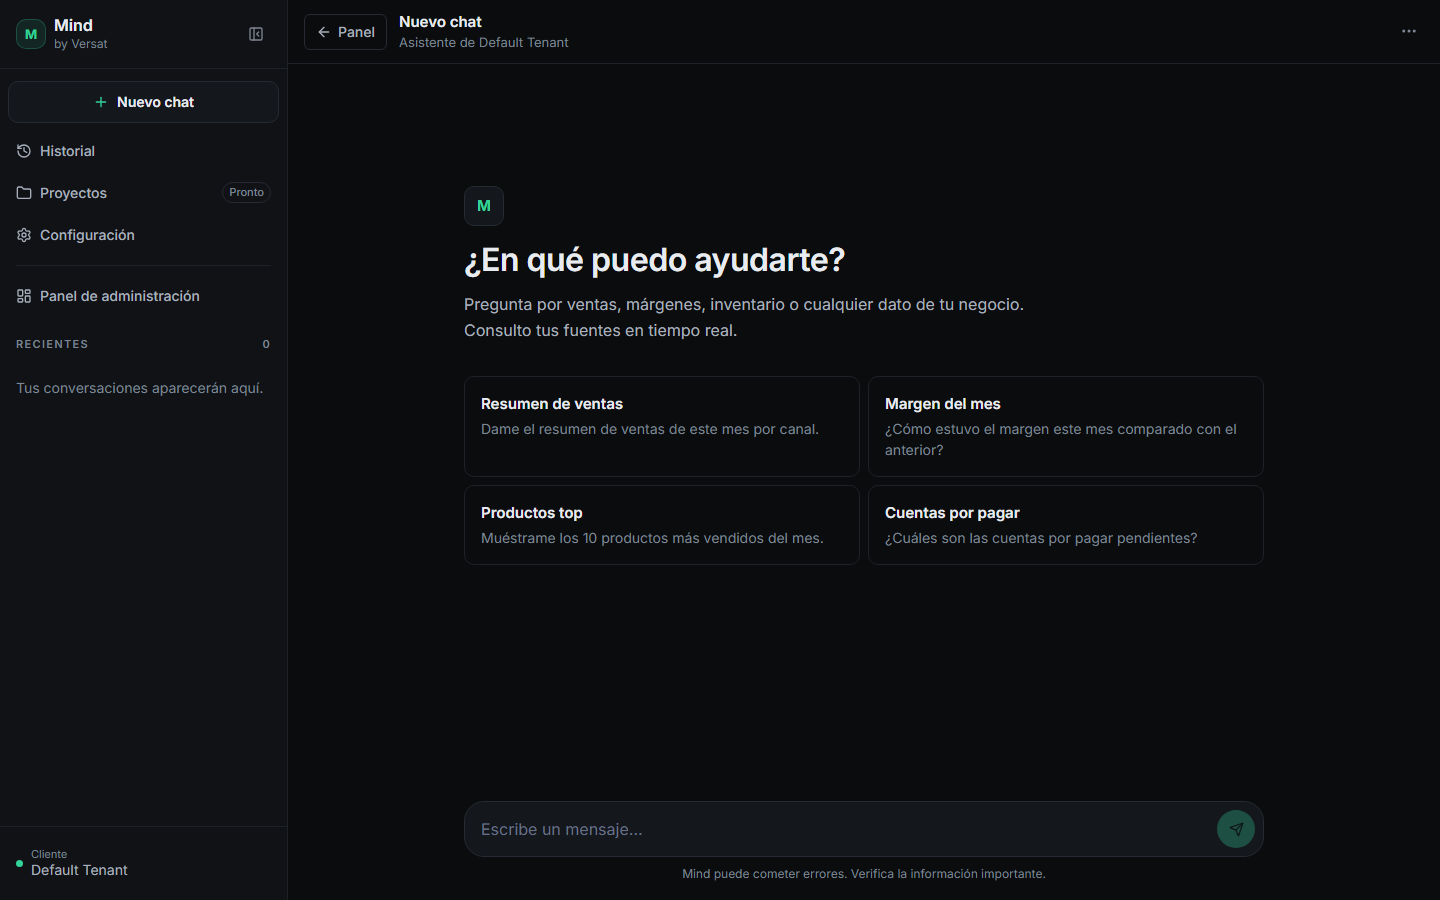 M
Mind
by Versat
Nuevo chat
Historial
Proyectos
Pronto
Configuración
Panel de administración
RECIENTES
0
Tus conversaciones aparecerán aquí.
Cliente
Default Tenant
Panel
Nuevo chat
Asistente de Default Tenant
M
¿En qué puedo ayudarte?
Pregunta por ventas, márgenes, inventario o cualquier dato de tu negocio.
Consulto tus fuentes en tiempo real.
Resumen de ventas
Dame el resumen de ventas de este mes por canal.
Margen del mes
¿Cómo estuvo el margen este mes comparado con el
anterior?
Productos top
Muéstrame los 10 productos más vendidos del mes.
Cuentas por pagar
¿Cuáles son las cuentas por pagar pendientes?
Escribe un mensaje...
Mind puede cometer errores. Verifica la información importante.